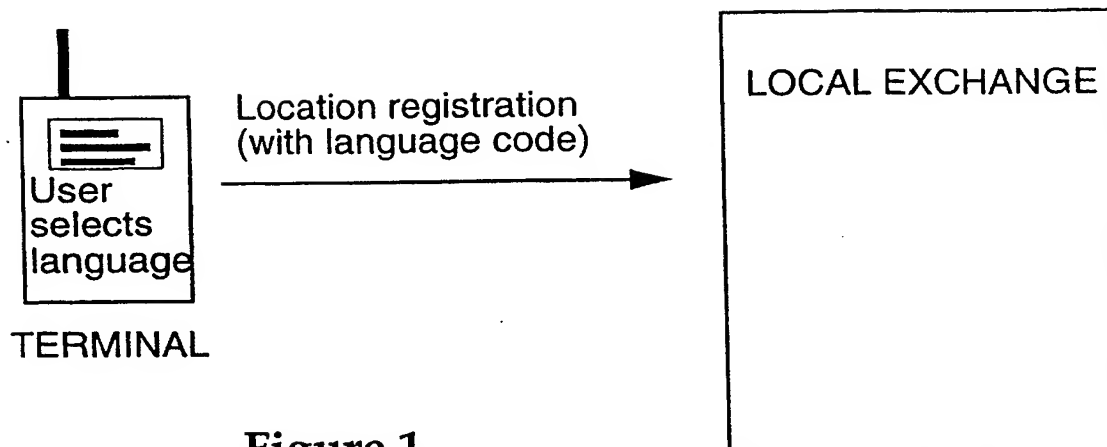 LOCAL EXCHANGE
Location registration
(with language code)
User
selects
language
TERMINAL
Figure 1